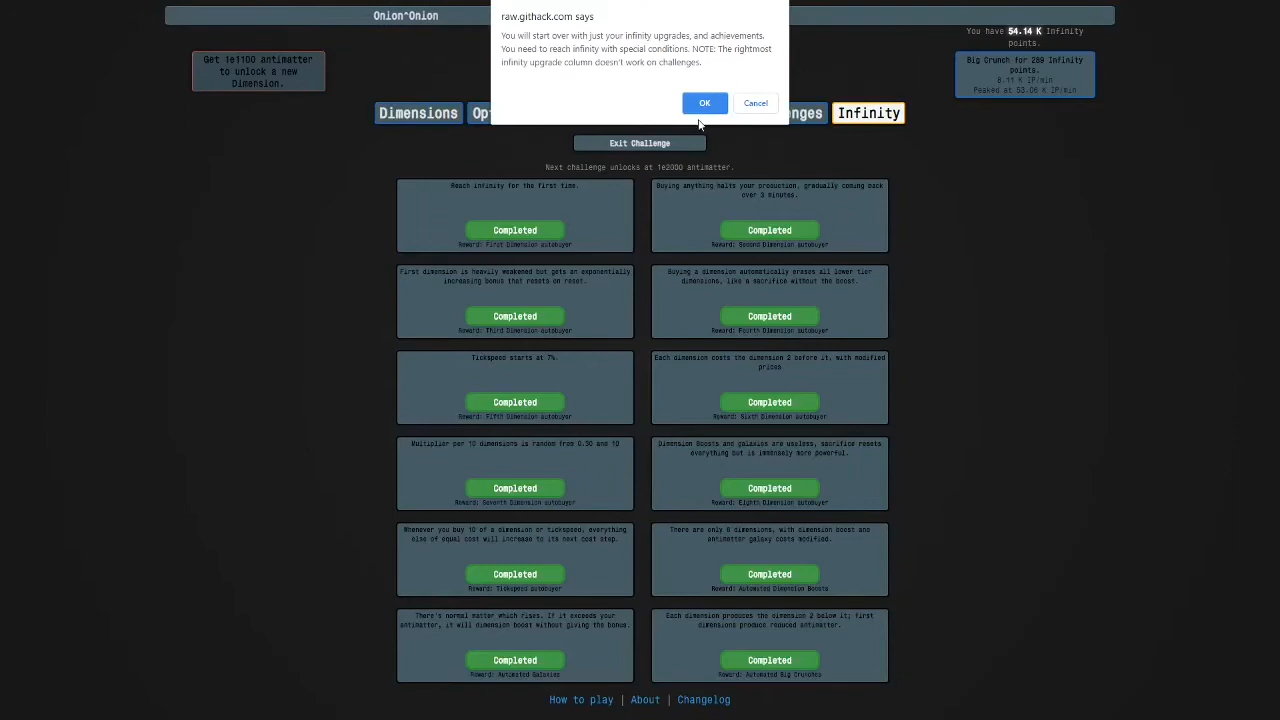 Onion^Onion
raw.githack.com says
You will start over with just your infinity upgrades, and achievements.
You need to reach infinity with special conditions. NOTE: The rightmost
infinity upgrade column doesn't work on challenges.
OK
Cancel
You have 54.14 K Infinity
points.
Get 1e1100 antimatter
to unlock a new
Dimension.
Big Crunch for 289 Infinity
points.
IP/min
Peaked at 53.06 K IP/min
Dimensions
Op
nges
Infinity
Exit Challenge
Next challenge unlocks at 1e2000 antimatter.
Reach infinity for the first time.
Completed
Reward: First Dimension autobuyer
Buying anything halts your production, gradually coming back
over 3 minutes.
Completed
Reward: Second Dimension autobuyer
First dimension is heavily weakened but gets an exponentially
increasing bonus that resets on reset.
Completed
Reward: Third Dimension autobuyer
Buying a dimension automatically erases all lower tier
dimensions, like a sacrifice without the boost.
Completed
Reward: Fourth Dimension autobuyer
Tickspeed starts at 7%.
Completed
Reward: Fifth Dimension autobuyer
Each dimension costs the dimension 2 before it, with modified
prices
Completed
Reward: Sixth Dimension autobuyer
Multiplier per 10 dimensions is random from 0.30 and 10
Completed
Reward: Seventh Dimension autobuyer
Dimension Boosts and galaxies are useless, sacrifice resets
everything but is immensely more powerful.
Completed
Reward: Eighth Dimension autobuyer
Whenever you buy 10 of a dimension or tickspeed, everything
else of equal cost will increase to its next cost step.
Completed
Reward: Tickspeed autobuyer
There are only 6 dimensions, with dimension boost and
antimatter galaxy costs modified.
Completed
Reward: Automated Dimension Boosts
There's normal matter which rises. If it exceeds your
antimatter, it will dimension boost without giving the bonus.
Completed
Reward: Automated Galaxies
Each dimension produces the dimension 2 below it; first
dimensions produce reduced antimatter.
Completed
Reward: Automated Big Crunches
How to play | About | Changelog